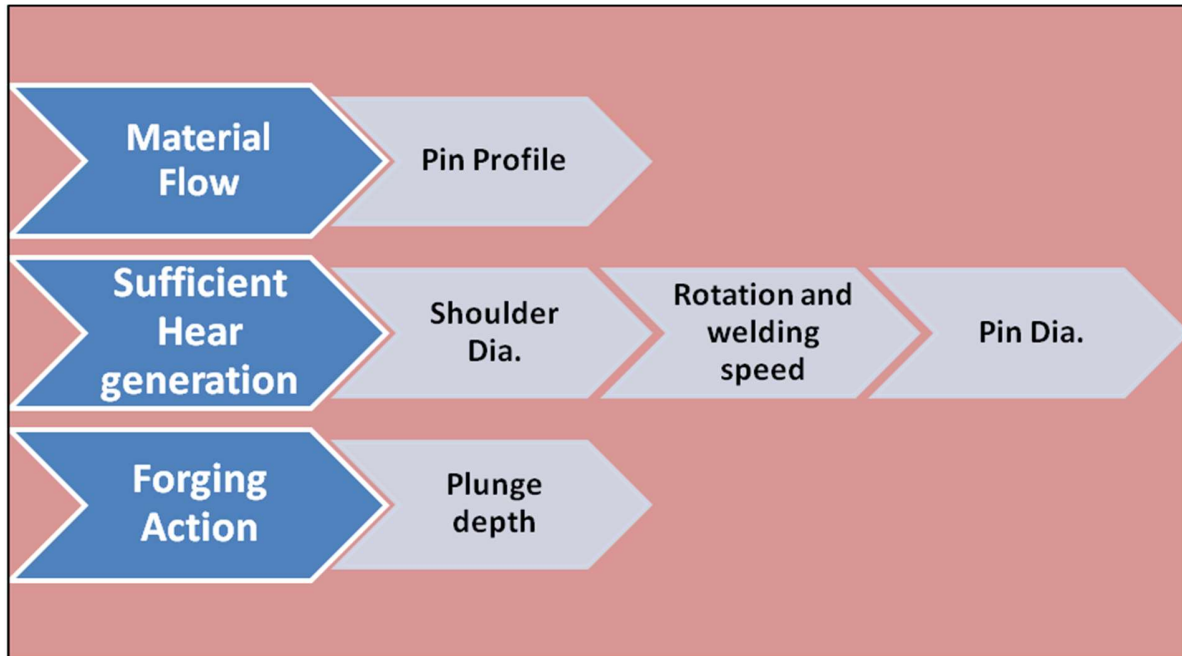 Material
Flow
Pin Profile
Sufficient
Hear
generation
Shoulder
Dia.
Rotation and
welding
speed
Pin Dia.
Forging
Action
Plunge
depth